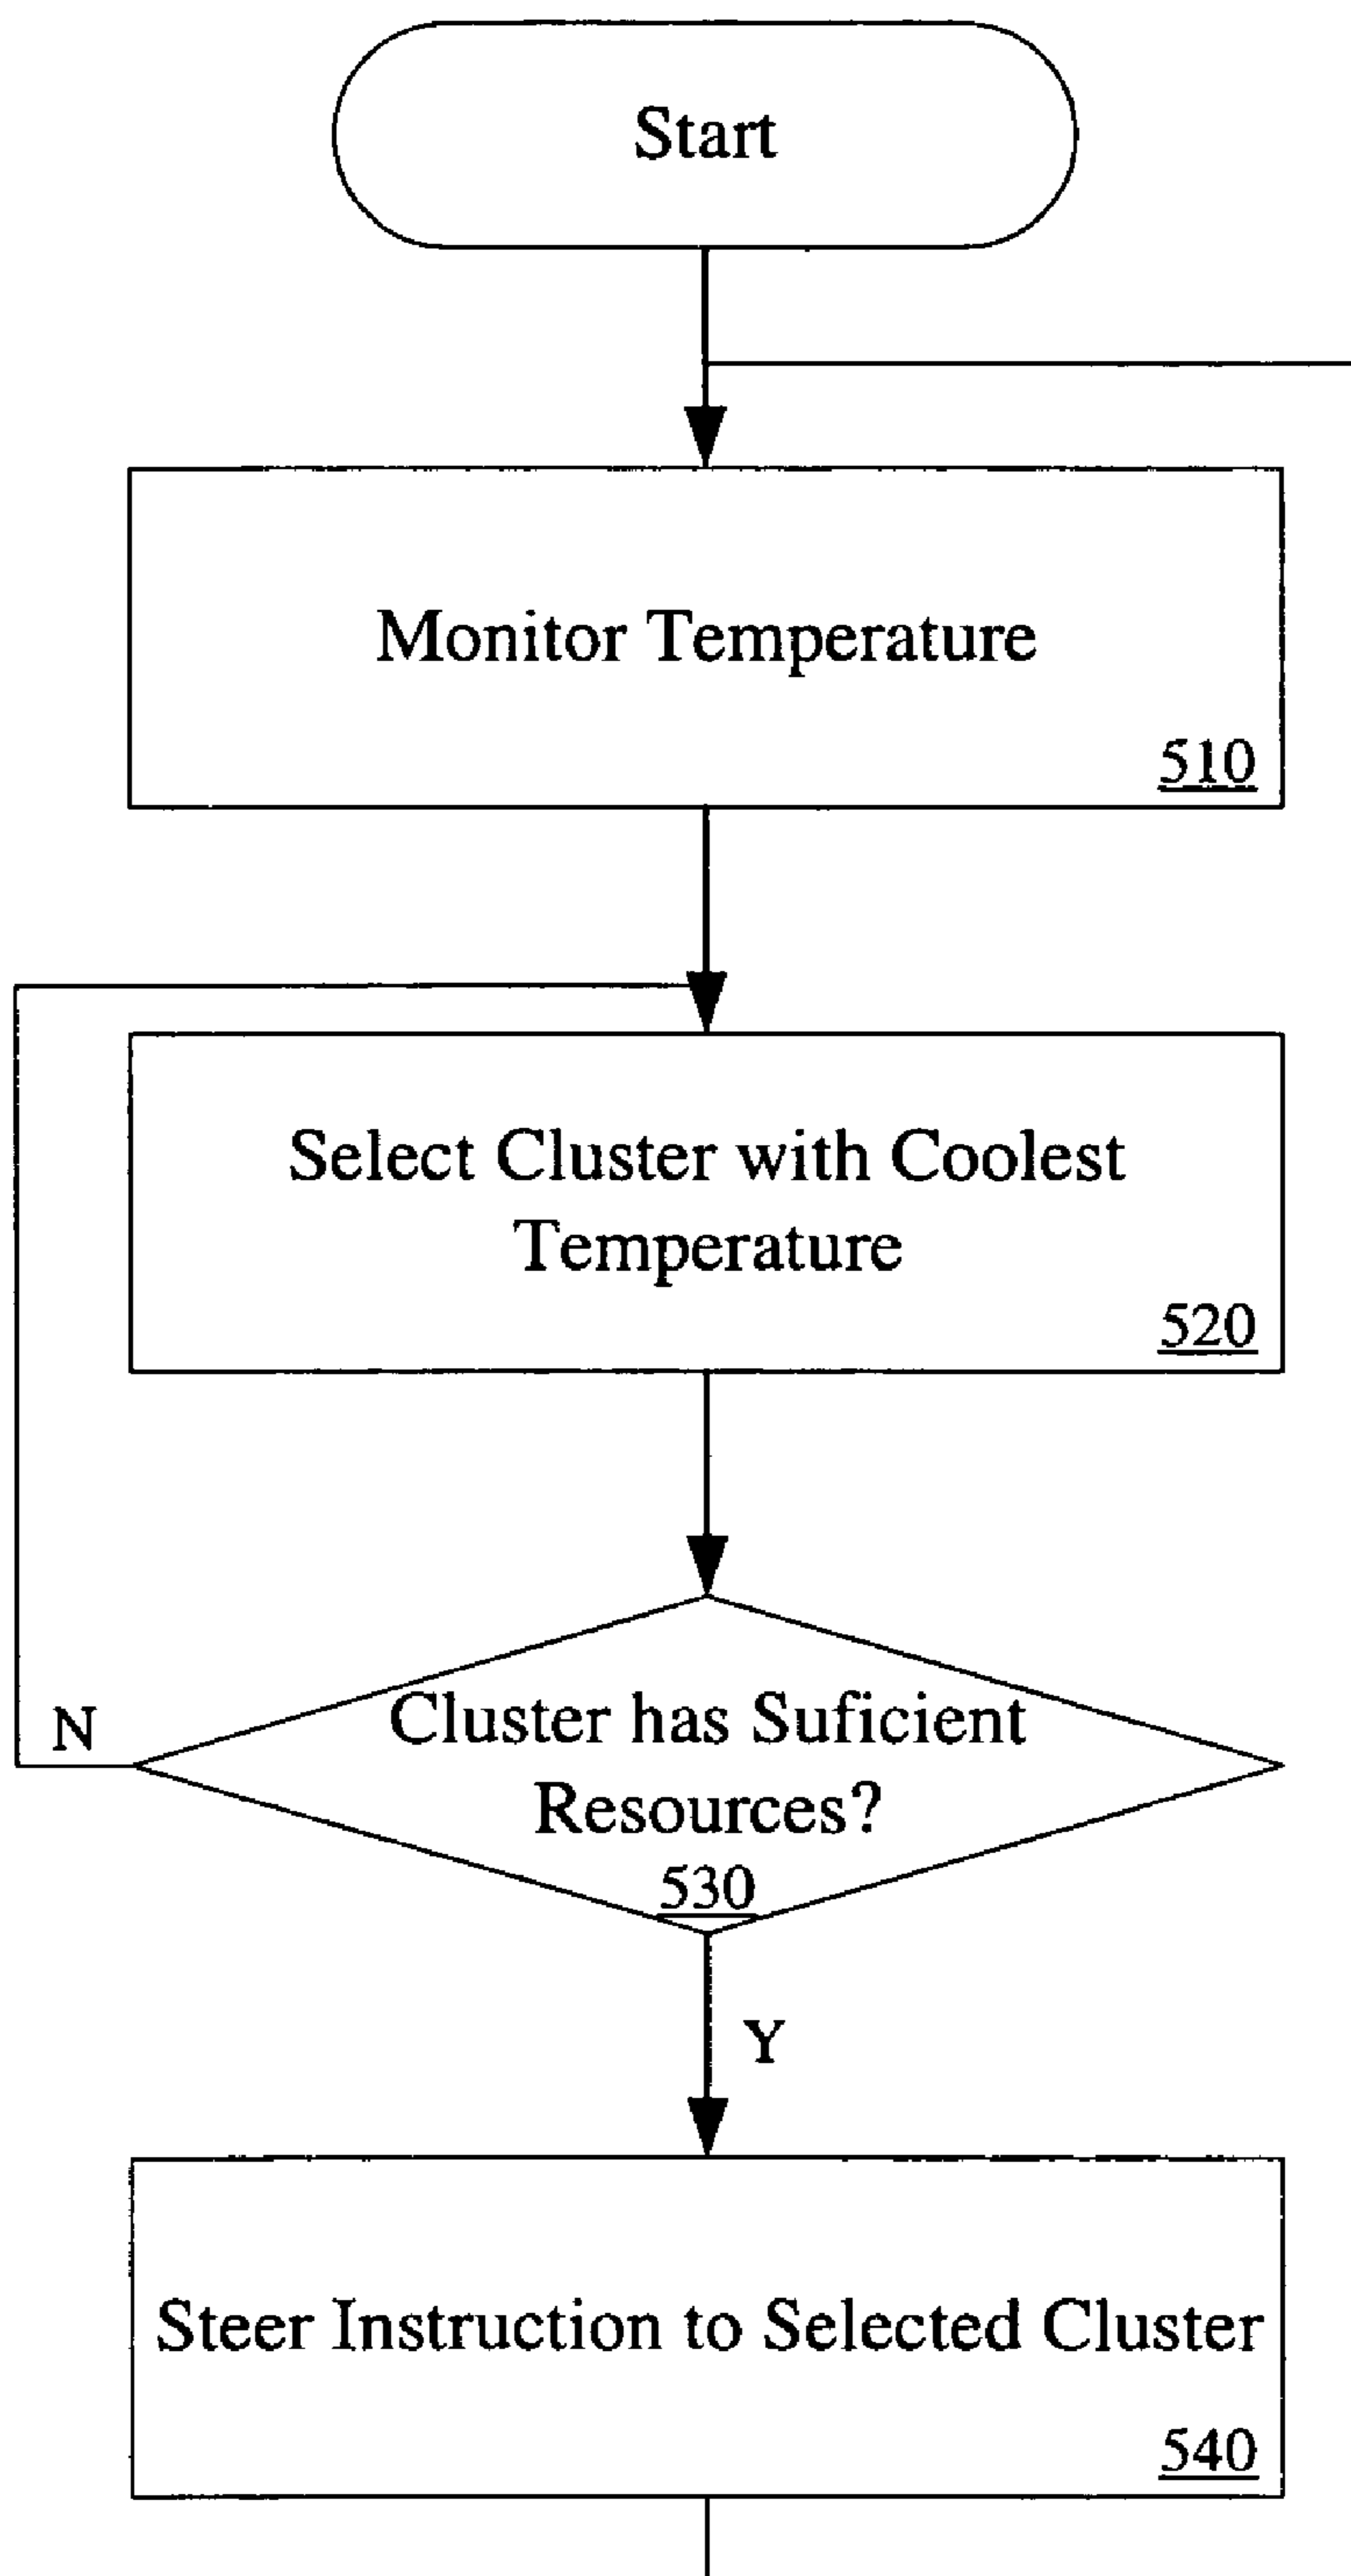 Start
Monitor Temperature
510
Select Cluster with Coolest
Temperature
520
N
Cluster has Suficient
Resources?
530
Y
Steer Instruction to Selected Cluster
540